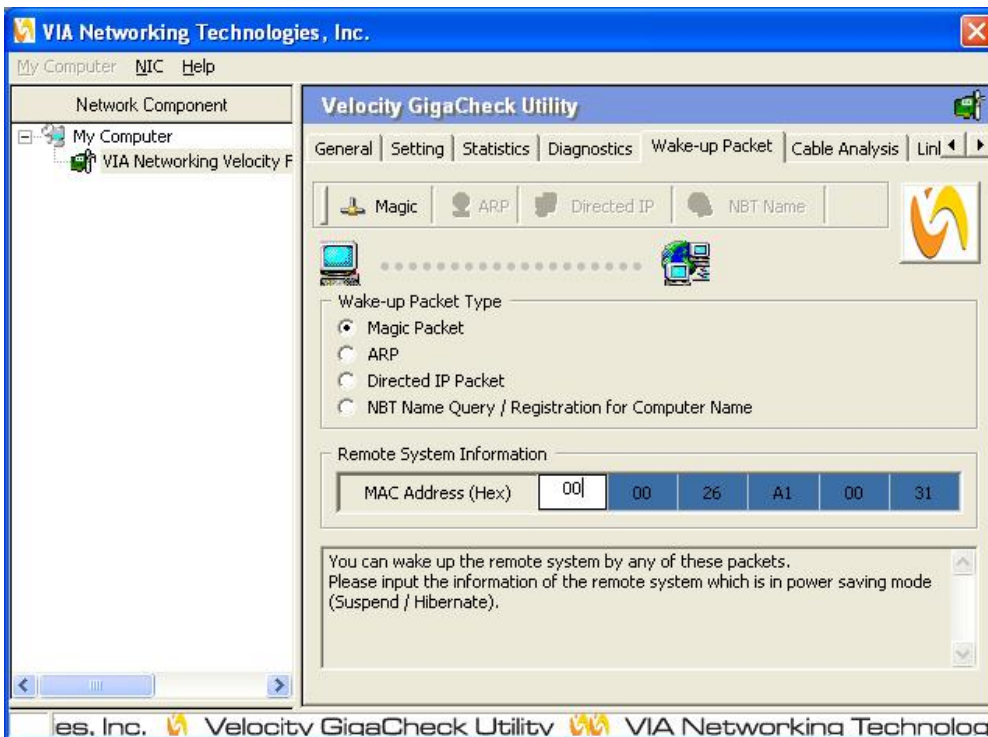 VIA Networking Technologies, Inc.
My Computer NIC Help
Network Component
My Computer
VIA Networking Velocity F
Velocity GigaCheck Utility
General Setting Statistics Diagnostics Wake-up Packet Cable Analysis Linl
Magic ARP Directed IP NBT Name
Wake-up Packet Type
Magic Packet
ARP
Directed IP Packet
NBT Name Query / Registration for Computer Name
Remote System Information
MAC Address (Hex) 00 00 26 A1 00 31
You can wake up the remote system by any of these packets.
Please input the information of the remote system which is in power saving mode
(Suspend / Hibernate).
es, Inc. Velocity GigaCheck Utility VIA Networking Technolog